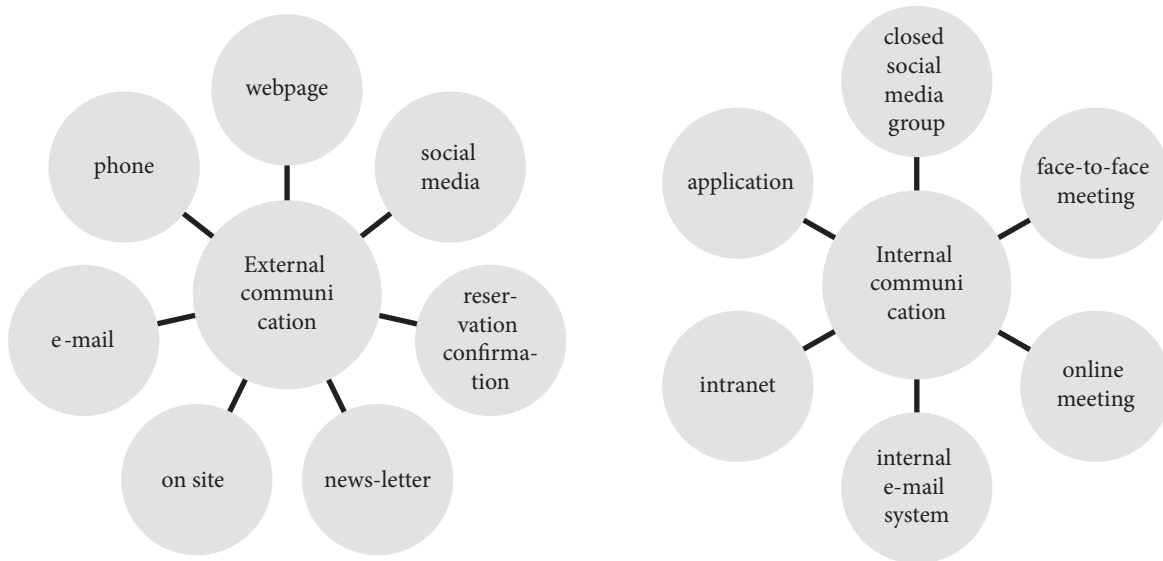 webpage
social
media
reser-
vation
confirma-
tion
news-letter
on site
e-mail
phone
External
communi
cation
closed
social
media
group
face-to-face
meeting
online
meeting
internal
e-mail
system
intranet
application
Internal
communi
cation